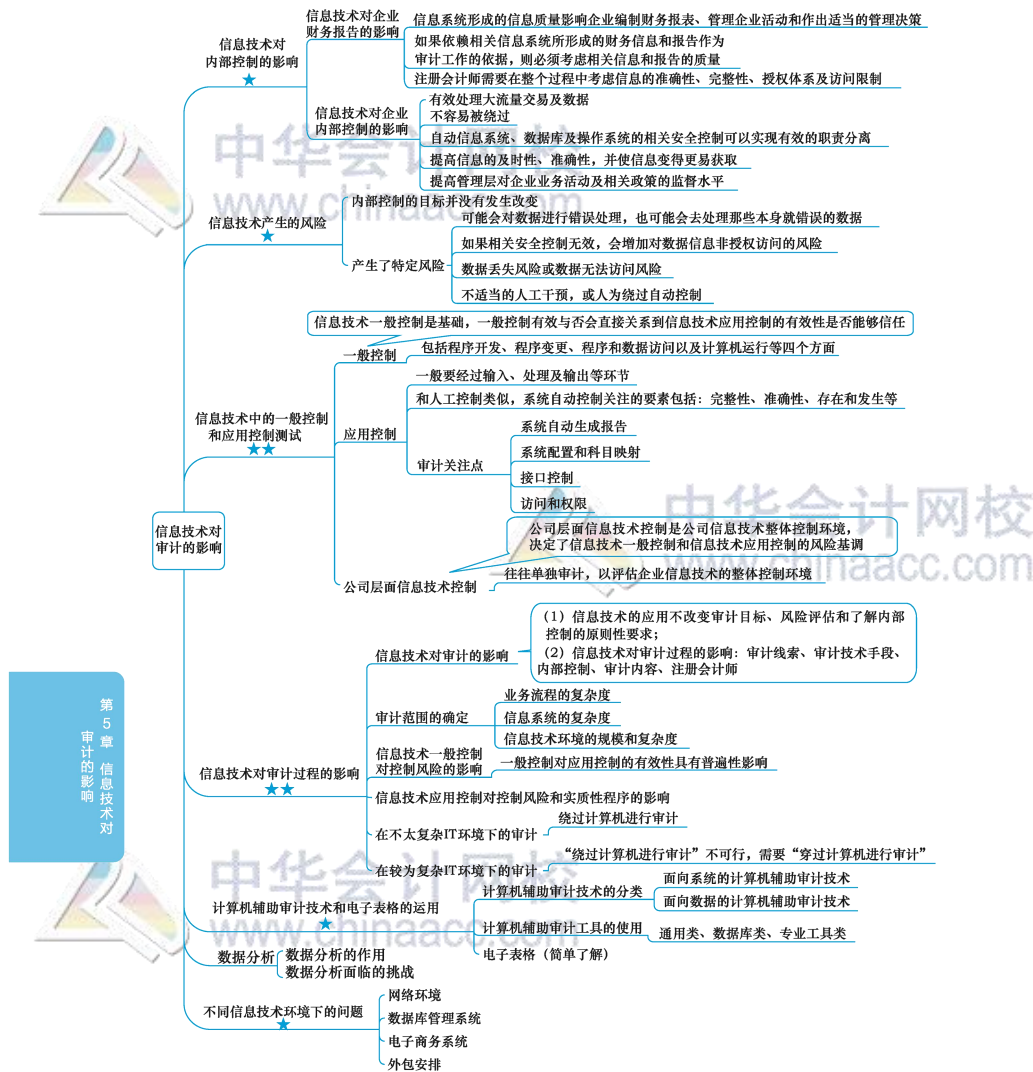 信息技术对企业
财务报告的影响
信息系统形成的信息质量影响企业编制财务报表、管理企业活动和作出适当的管理决策
如果依赖相关信息系统所形成的财务信息和报告作为
审计工作的依据，则必须考虑相关信息和报告的质量
注册会计师需要在整个过程中考虑信息的准确性、完整性、授权体系及访问限制
信息技术对
内部控制的影响
★
信息技术对企业
内部控制的影响
有效处理大流量交易及数据
不容易被绕过
自动信息系统、数据库及操作系统的相关安全控制可以实现有效的职责分离
提高信息的及时性、准确性，并使信息变得更易获取
提高管理层对企业业务活动及相关政策的监督水平
中华会计网校
www.chinaacc.com
信息技术产生的风险
★
内部控制的目标并没有发生改变
产生了特定风险
可能会对数据进行错误处理，也可能会去处理那些本身就错误的数据
如果相关安全控制无效，会增加对数据信息非授权访问的风险
数据丢失风险或数据无法访问风险
不适当的人工干预，或人为绕过自动控制
信息技术一般控制是基础，一般控制有效与否会直接关系到信息技术应用控制的有效性是否能够信任
一般控制
包括程序开发、程序变更、程序和数据访问以及计算机运行等四个方面
信息技术中的一般控制
和应用控制测试
★★
应用控制
一般要经过输入、处理及输出等环节
和人工控制类似，系统自动控制关注的要素包括：完整性、准确性、存在和发生等
审计关注点
系统自动生成报告
系统配置和科目映射
接口控制
访问和权限
中华会计网校
www.chinaacc.com
公司层面信息技术控制是公司信息技术整体控制环境，
决定了信息技术一般控制和信息技术应用控制的风险基调
公司层面信息技术控制
往往单独审计，以评估企业信息技术的整体控制环境
信息技术对
审计的影响
第5章 信息技术对
审计的影响
信息技术对审计过程的影响
★★
信息技术对审计的影响
（1）信息技术的应用不改变审计目标、风险评估和了解内部
控制的原则性要求；
（2）信息技术对审计过程的影响：审计线索、审计技术手段、
内部控制、审计内容、注册会计师
审计范围的确定
业务流程的复杂度
信息系统的复杂度
信息技术环境的规模和复杂度
信息技术一般控制
对控制风险的影响
一般控制对应用控制的有效性具有普遍性影响
信息技术应用控制对控制风险和实质性程序的影响
在不太复杂IT环境下的审计
绕过计算机进行审计
在较为复杂IT环境下的审计
“绕过计算机进行审计”不可行，需要“穿过计算机进行审计”
中华会计网校
www.chinaacc.com
计算机辅助审计技术和电子表格的运用
★
计算机辅助审计技术的分类
面向系统的计算机辅助审计技术
面向数据的计算机辅助审计技术
计算机辅助审计工具的使用
通用类、数据库类、专业工具类
电子表格（简单了解）
数据分析
数据分析的作用
数据分析面临的挑战
不同信息技术环境下的问题
★
网络环境
数据库管理系统
电子商务系统
外包安排